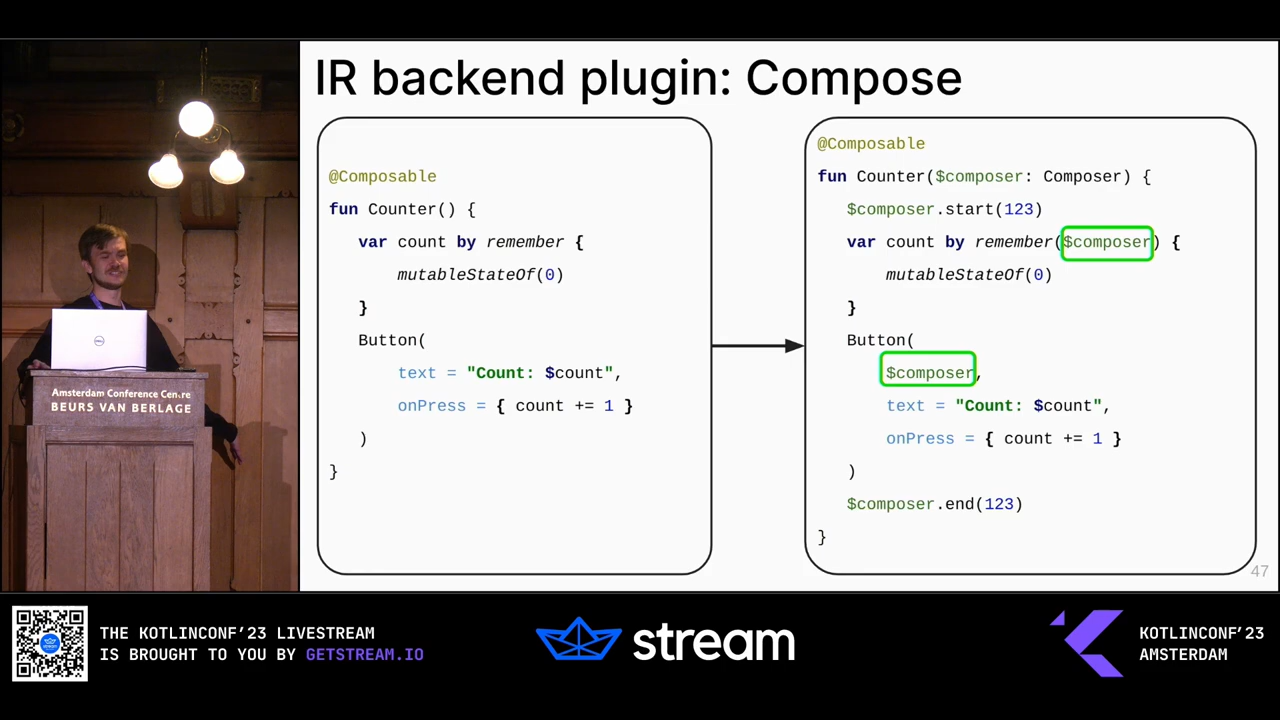 IR backend plugin: Compose
@Composable
fun Counter() {
var count by remember {
mutableStateOf(0)
}
Button(
text = "Count: $count",
onPress = { count += 1 }
)
}
@Composable
fun Counter($composer: Composer) {
$composer.start(123)
var count by remember($composer) {
mutableStateOf(0)
}
Button(
$composer,
text = "Count: $count",
onPress = { count += 1 }
)
$composer.end(123)
}
47
Amsterdam Conference Centre
BEURS VAN BERLAGE
THE KOTLINCONF'23 LIVESTREAM
IS BROUGHT TO YOU BY GETSTREAM.IO
stream
KOTLINCONF'23
AMSTERDAM